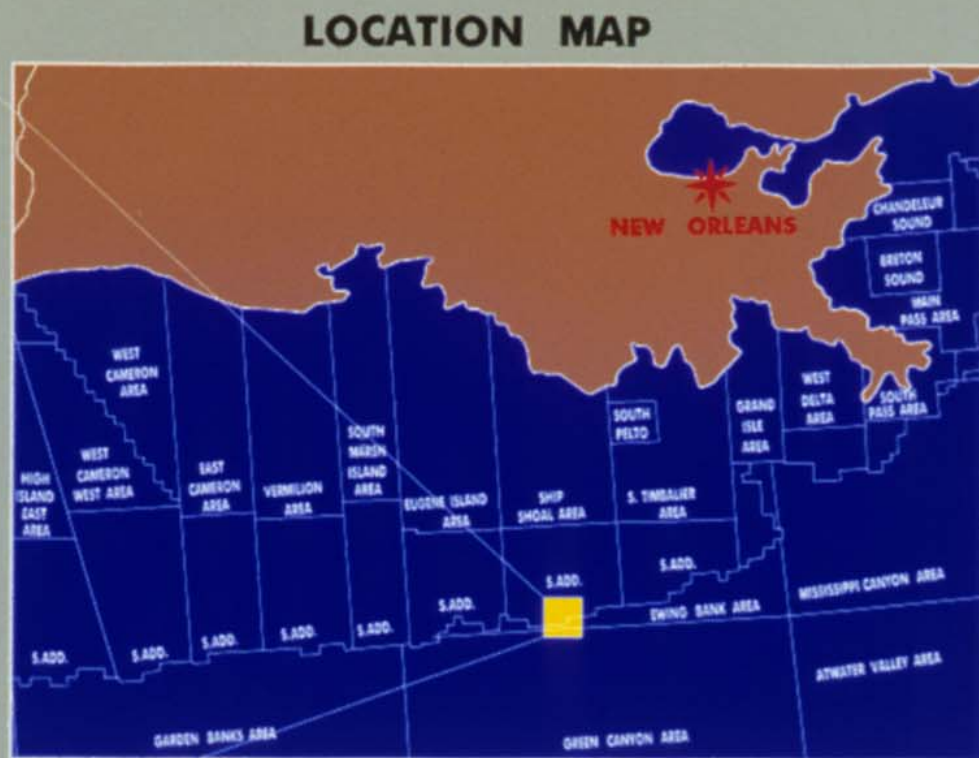 LOCATION MAP
NEW ORLEANS
CHANDELEUR
SOUND
BRETON
SOUND
MAIN
PASS AREA
WEST
CAMERON
AREA
WEST
DELTA
AREA
SOUTH
PASS AREA
GRAND
ISLE
AREA
SOUTH
PELTO
SOUTH
MARSH
ISLAND
AREA
WEST
CAMERON
WEST AREA
HIGH
ISLAND
EAST
AREA
EAST
CAMERON
AREA
VERMILION
AREA
EUGENE ISLAND
AREA
SHIP
SHOAL AREA
S. TIMBALIER
AREA
S.ADD.
S.ADD.
S.ADD.
EWING BANK AREA
MISSISSIPPI CANYON AREA
S.ADD.
S.ADD.
S.ADD.
S.ADD.
S.ADD.
ATWATER VALLEY AREA
GARDEN BANKS AREA
GREEN CANYON AREA